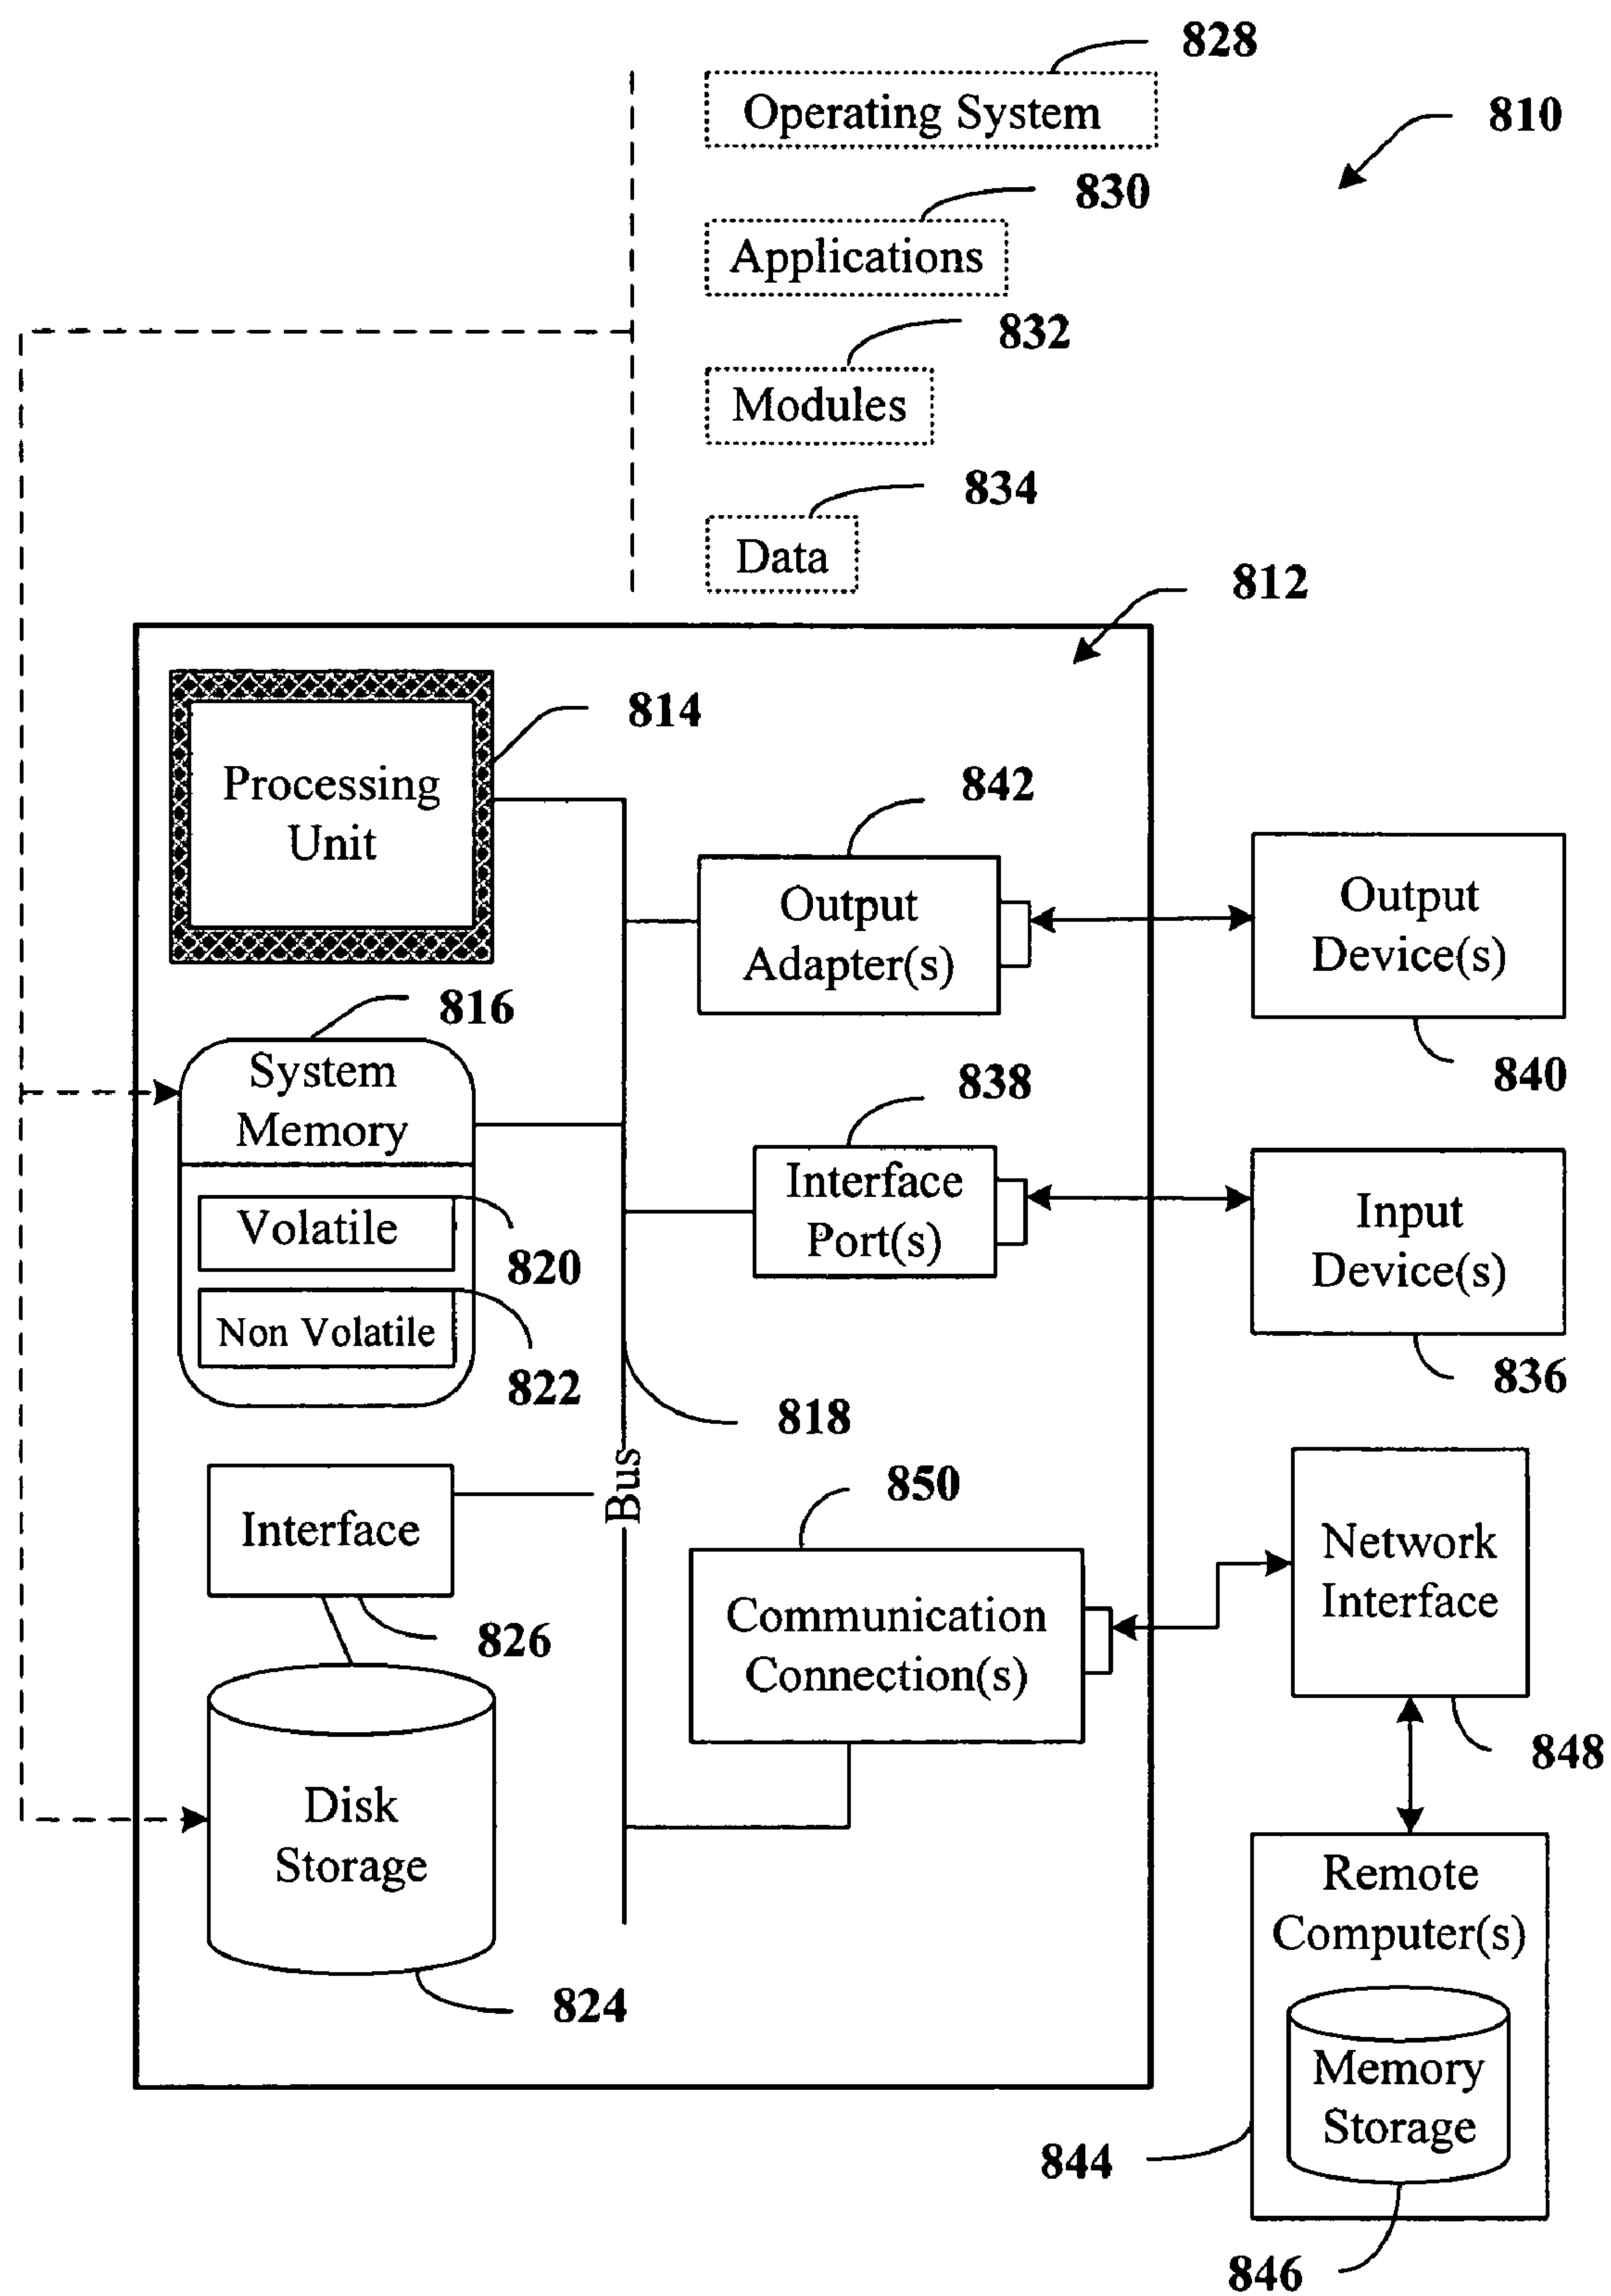 828
Operating System
810
830
Applications
832
Modules
834
Data
812
814
Processing
Unit
842
Output
Adapter(s)
Output
Device(s)
840
816
System
Memory
838
Interface
Port(s)
Input
Device(s)
836
Volatile
820
Non Volatile
822
818
Bus
850
Interface
826
Communication
Connection(s)
Network
Interface
848
Disk
Storage
824
Remote
Computer(s)
Memory
Storage
844
846